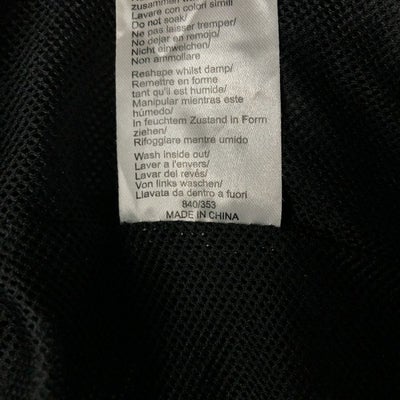 zusammen waschen/
Lavare con colori simili
Do not soak/
Ne pas laisser tremper/
No dejar en remojo/
Nicht einweichen/
Non ammollare
Reshape whilst damp/
Remettre en forme
tant qu'il est humide/
Manipular mientras este
húmedo/
In feuchtem Zustand in Form
ziehen/
Rifoggiare mentre umido
Wash inside out/
Laver a l'envers/
Lavar del revés/
Von links waschen/
Llavata da dentro a fuori
840/353
MADE IN CHINA